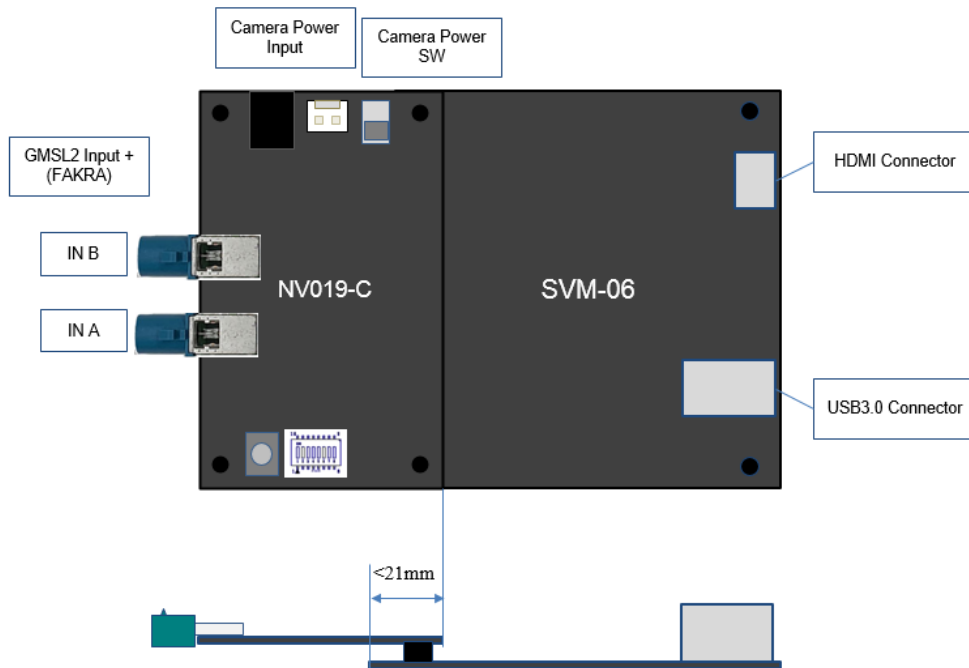 Camera Power
Input
Camera Power
SW
GMSL2 Input +
(FAKRA)
HDMI Connector
IN B
NV019-C
SVM-06
IN A
USB3.0 Connector
<21mm